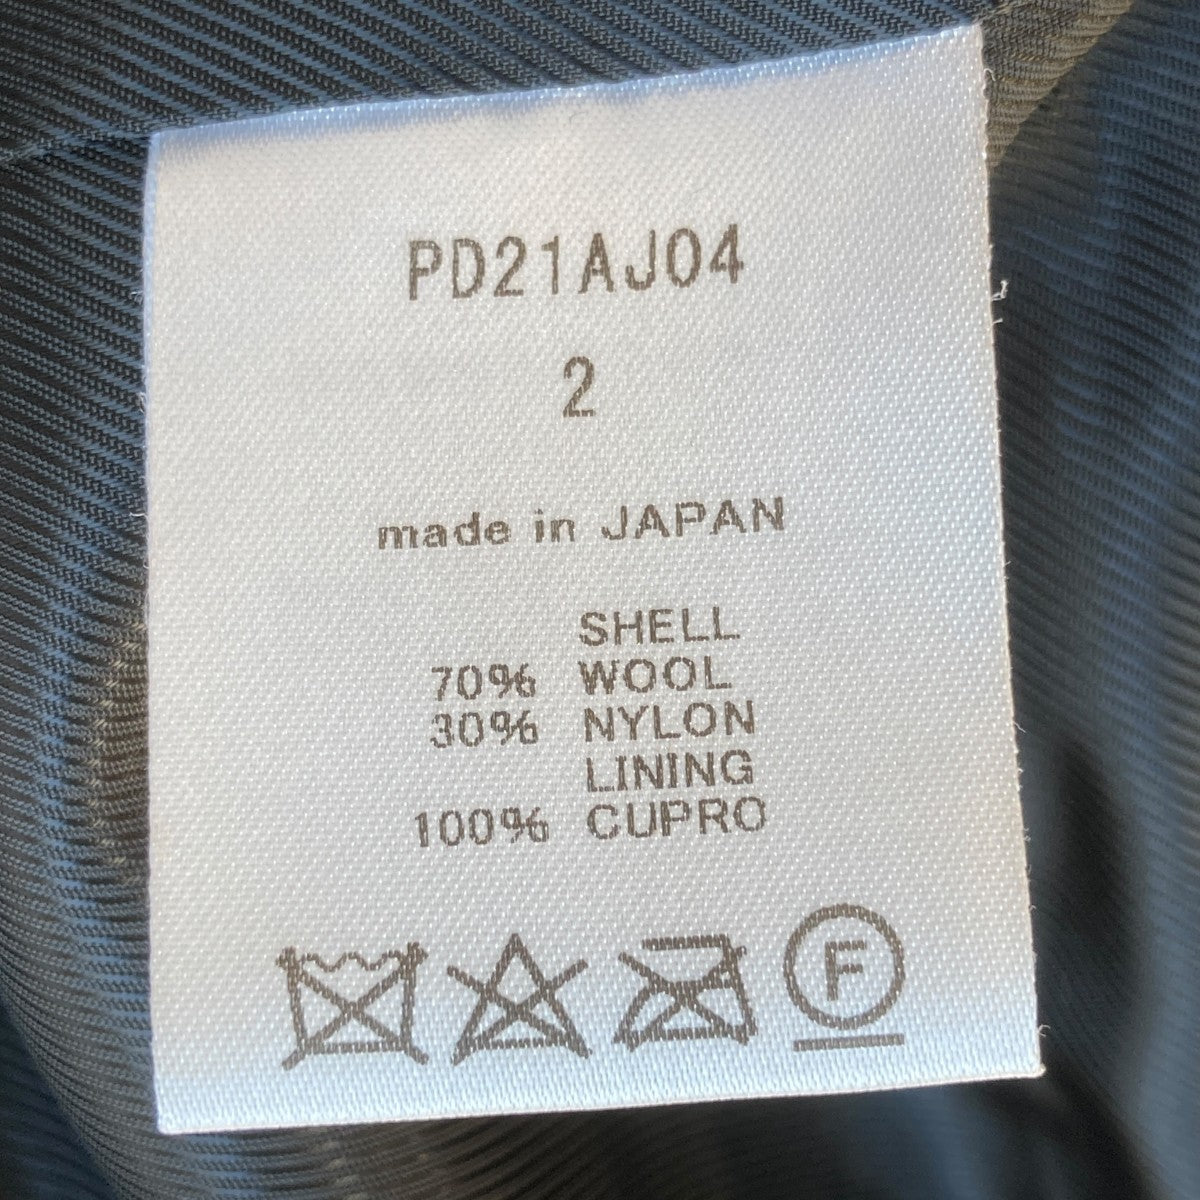 PD21AJ04
2
made in JAPAN
SHELL
70% WOOL
30% NYLON
LINING
100% CUPRO
F